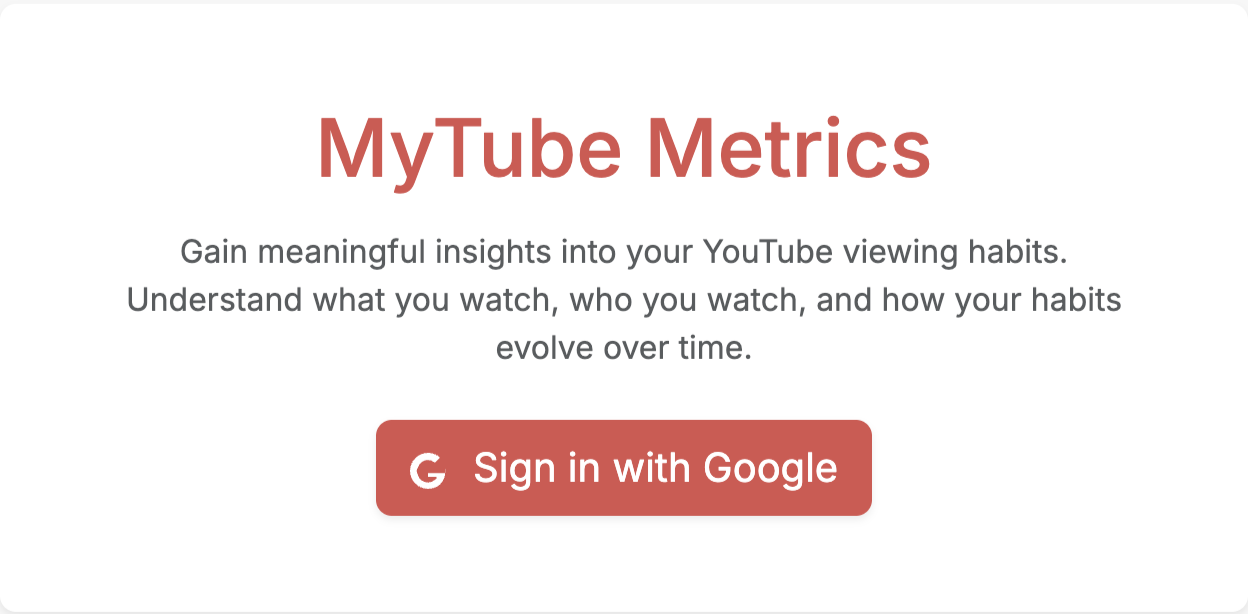 MyTube Metrics
Gain meaningful insights into your YouTube viewing habits.
Understand what you watch, who you watch, and how your habits
evolve over time.
Sign in with Google